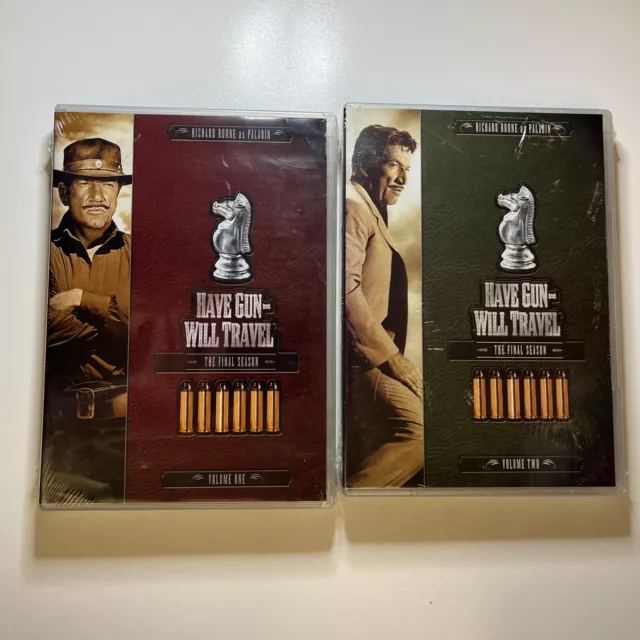 RICHARD BOONE as PALADIN
HAVE GUN–
WILL TRAVEL
THE FINAL SEASON
VOLUME ONE
RICHARD BOONE as PALADIN
HAVE GUN–
WILL TRAVEL
THE FINAL SEASON
VOLUME TWO